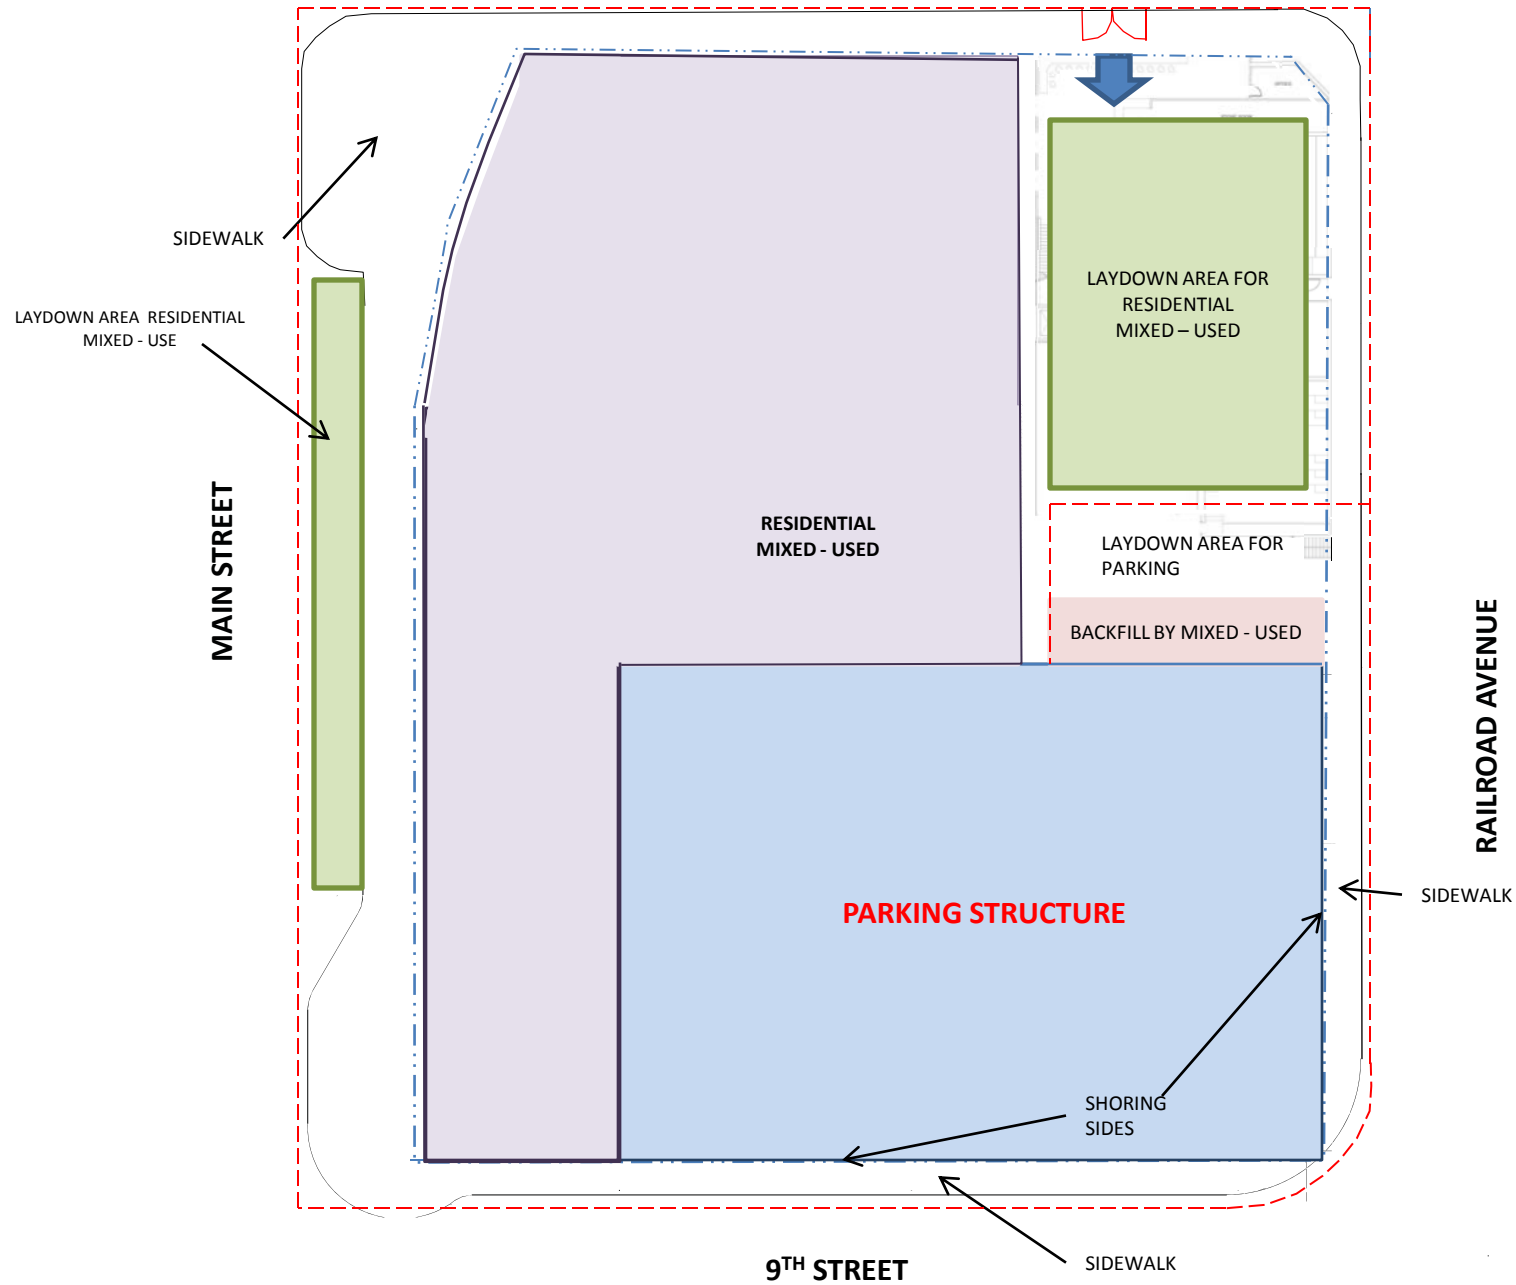 SIDEWALK
LAYDOWN AREA RESIDENTIAL
MIXED - USE
LAYDOWN AREA FOR
RESIDENTIAL
MIXED – USED
MAIN STREET
RESIDENTIAL
MIXED - USED
LAYDOWN AREA FOR
PARKING
BACKFILL BY MIXED - USED
RAILROAD AVENUE
PARKING STRUCTURE
SIDEWALK
SHORING
SIDES
SIDEWALK
9TH STREET